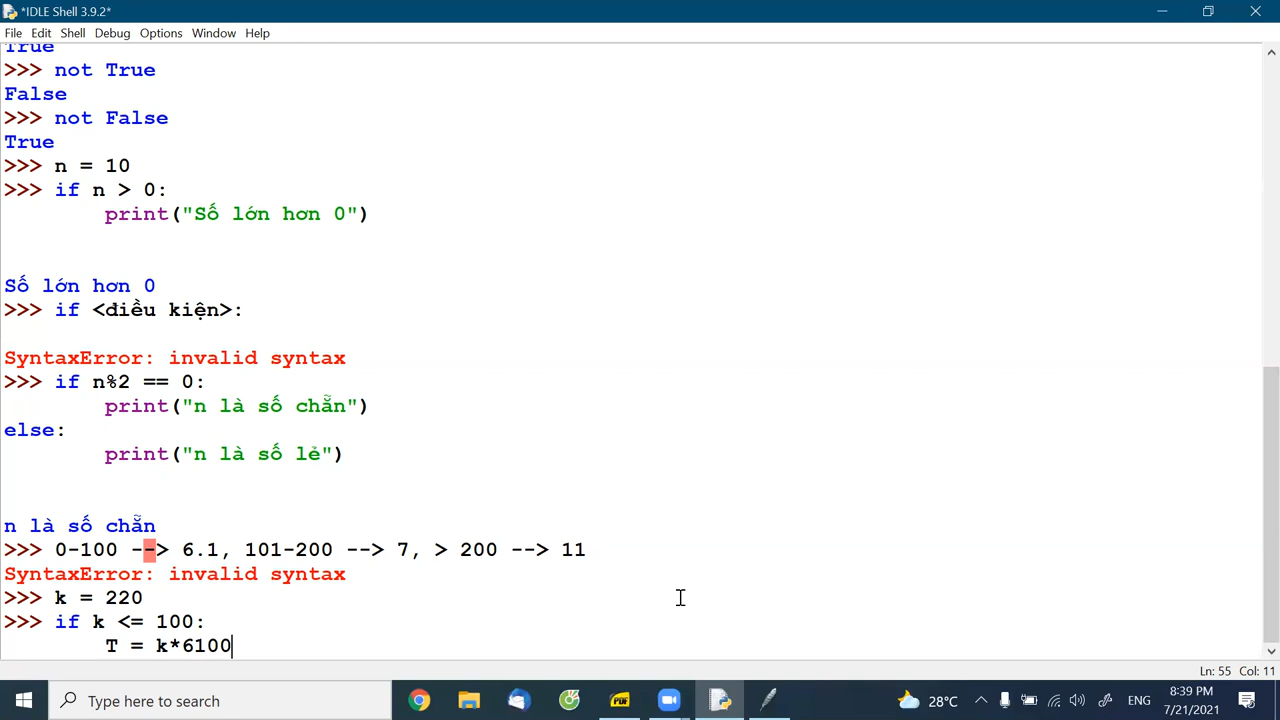 *IDLE Shell 3.9.2*
File Edit Shell Debug Options Window Help
True
>>> not True
False
>>> not False
True
>>> n = 10
>>> if n > 0:
        print("Số lớn hơn 0")
Số lớn hơn 0
>>> if <điều kiện>:
SyntaxError: invalid syntax
>>> if n%2 == 0:
        print("n là số chẵn")
else:
        print("n là số lẻ")
n là số chẵn
>>> 0-100 --> 6.1, 101-200 --> 7, > 200 --> 11
SyntaxError: invalid syntax
>>> k = 220
>>> if k <= 100:
        T = k*6100
Ln: 55 Col: 11
Type here to search
PDF
28°C
ENG
8:39 PM
7/21/2021